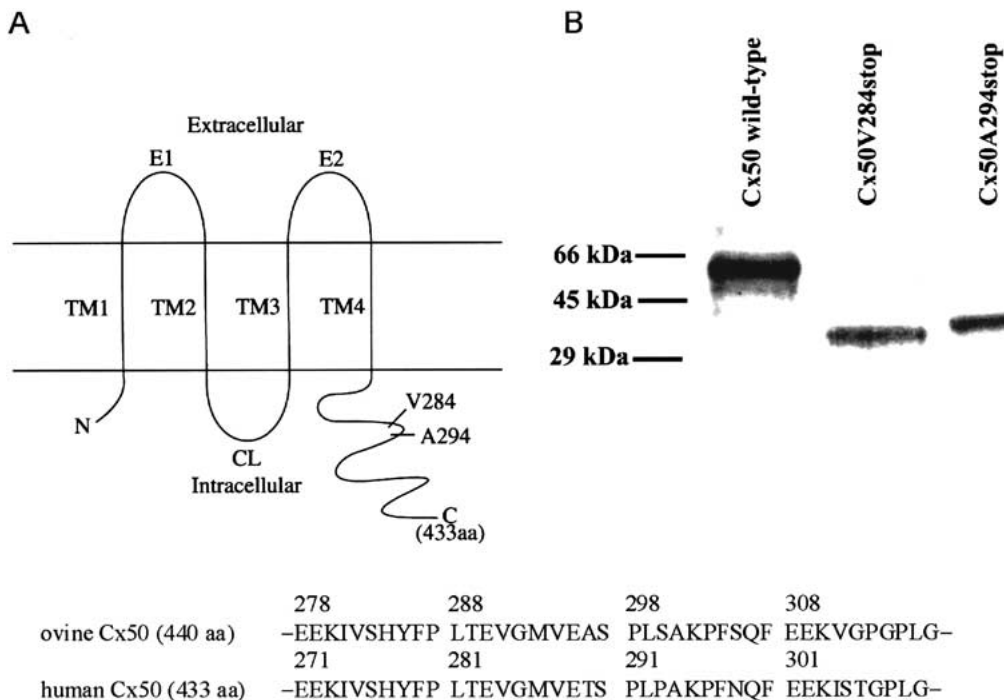 A
Extracellular
E1
E2
TM1
TM2
TM3
TM4
N
V284
A294
CL
Intracellular
C
(433aa)
B
Cx50 wild-type
Cx50V284stop
Cx50A294stop
66 kDa
45 kDa
29 kDa
278 288 298 308
ovine Cx50 (440 aa) –EEKIVSHYFP LTEVGMVEAS PLSAKPFSQF EEKVGPGPLG–
271 281 291 301
human Cx50 (433 aa) –EEKIVSHYFP LTEVGMVETS PLPAKPFNQF EEKISTGPLG–